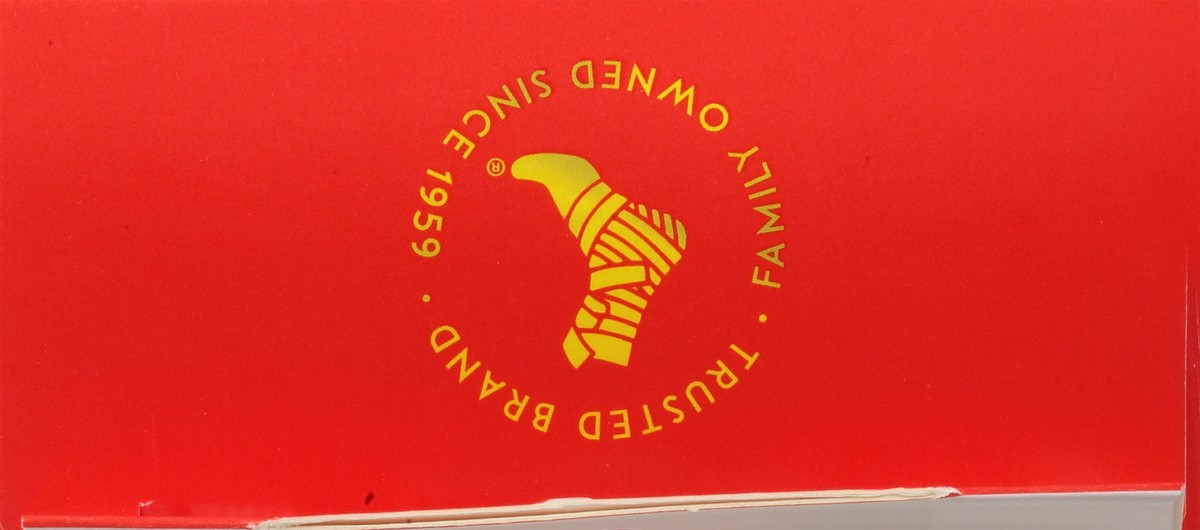 TRUSTED BRAND
FAMILY OWNED SINCE 1959
®